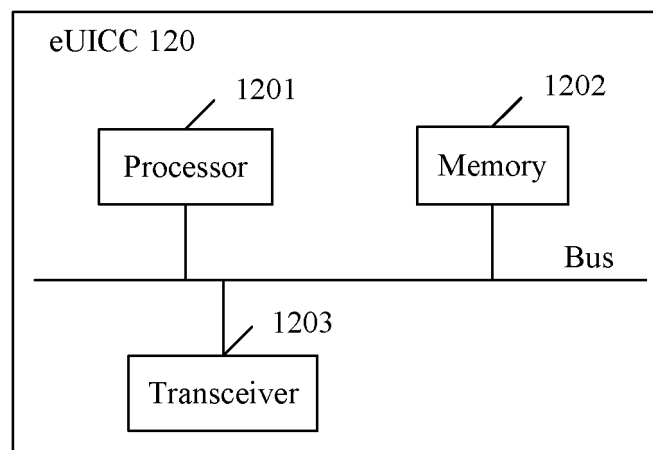 eUICC 120
1201
1202
Processor
Memory
Bus
1203
Transceiver